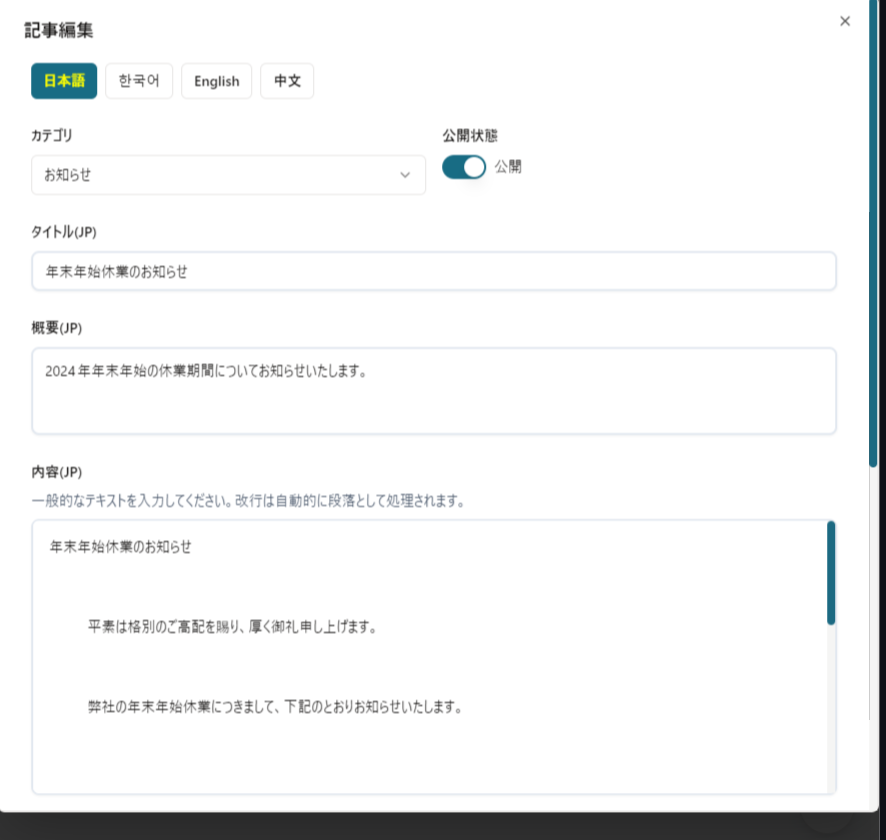 記事編集
日本語 한국어 English 中文
カテゴリ 公開状態
お知らせ 公開
タイトル(JP)
年末年始休業のお知らせ
概要(JP)
2024年年末年始の休業期間についてお知らせいたします。
内容(JP)
一般的なテキストを入力してください。改行は自動的に段落として処理されます。
年末年始休業のお知らせ
平素は格別のご高配を賜り、厚く御礼申し上げます。
弊社の年末年始休業につきまして、下記のとおりお知らせいたします。